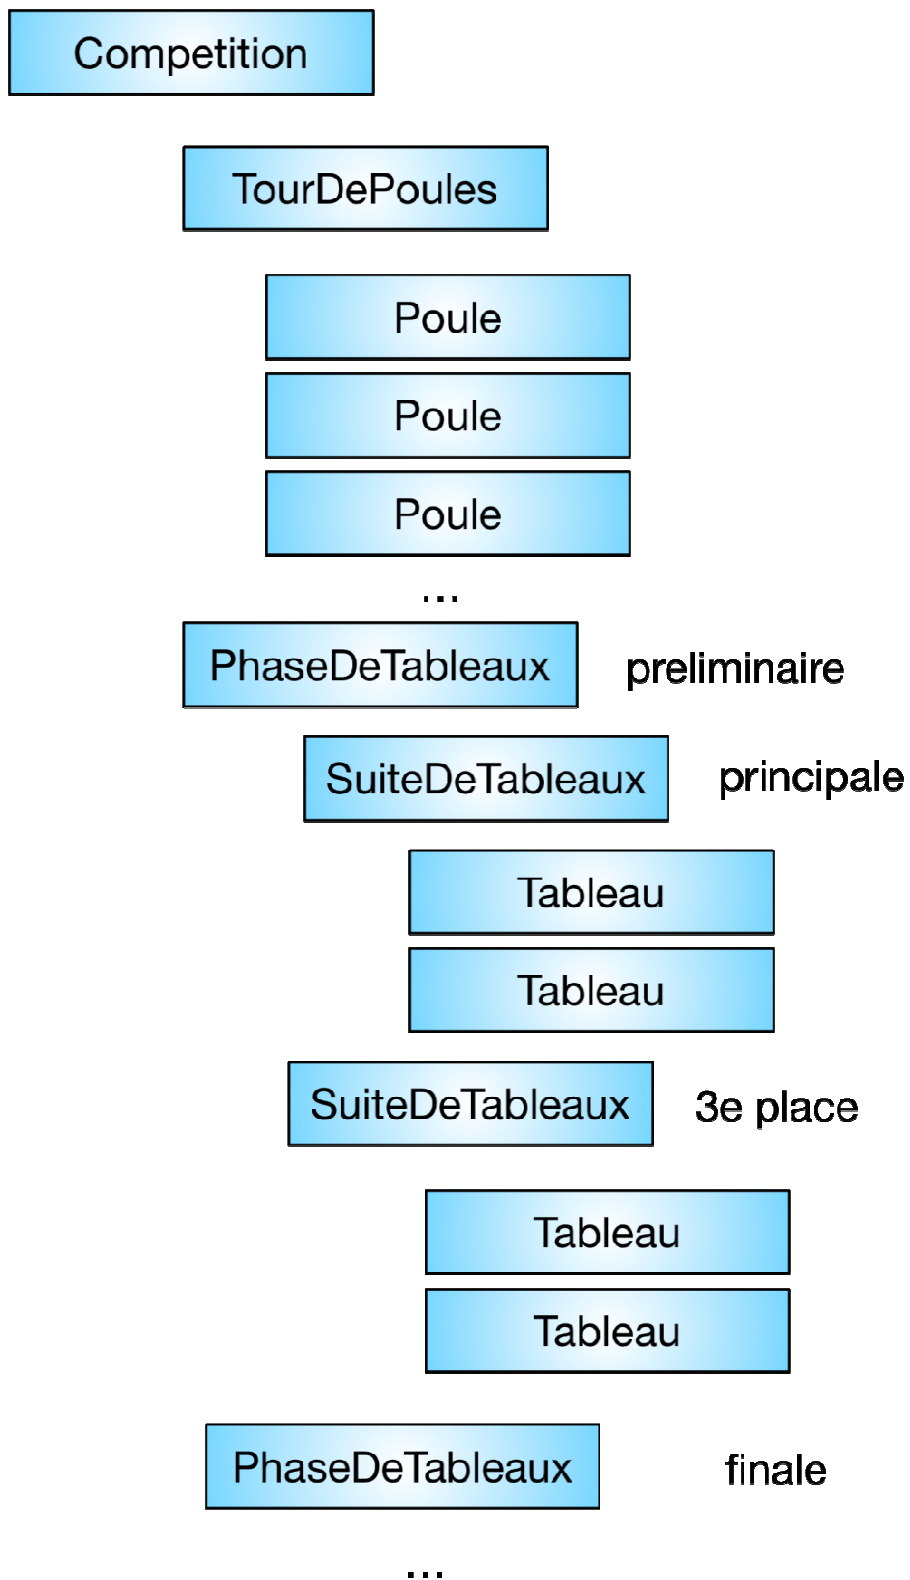 Competition
TourDePoules
Poule
Poule
Poule
...
PhaseDeTableaux preliminaire
SuiteDeTableaux principale
Tableau
Tableau
SuiteDeTableaux 3e place
Tableau
Tableau
PhaseDeTableaux finale
...